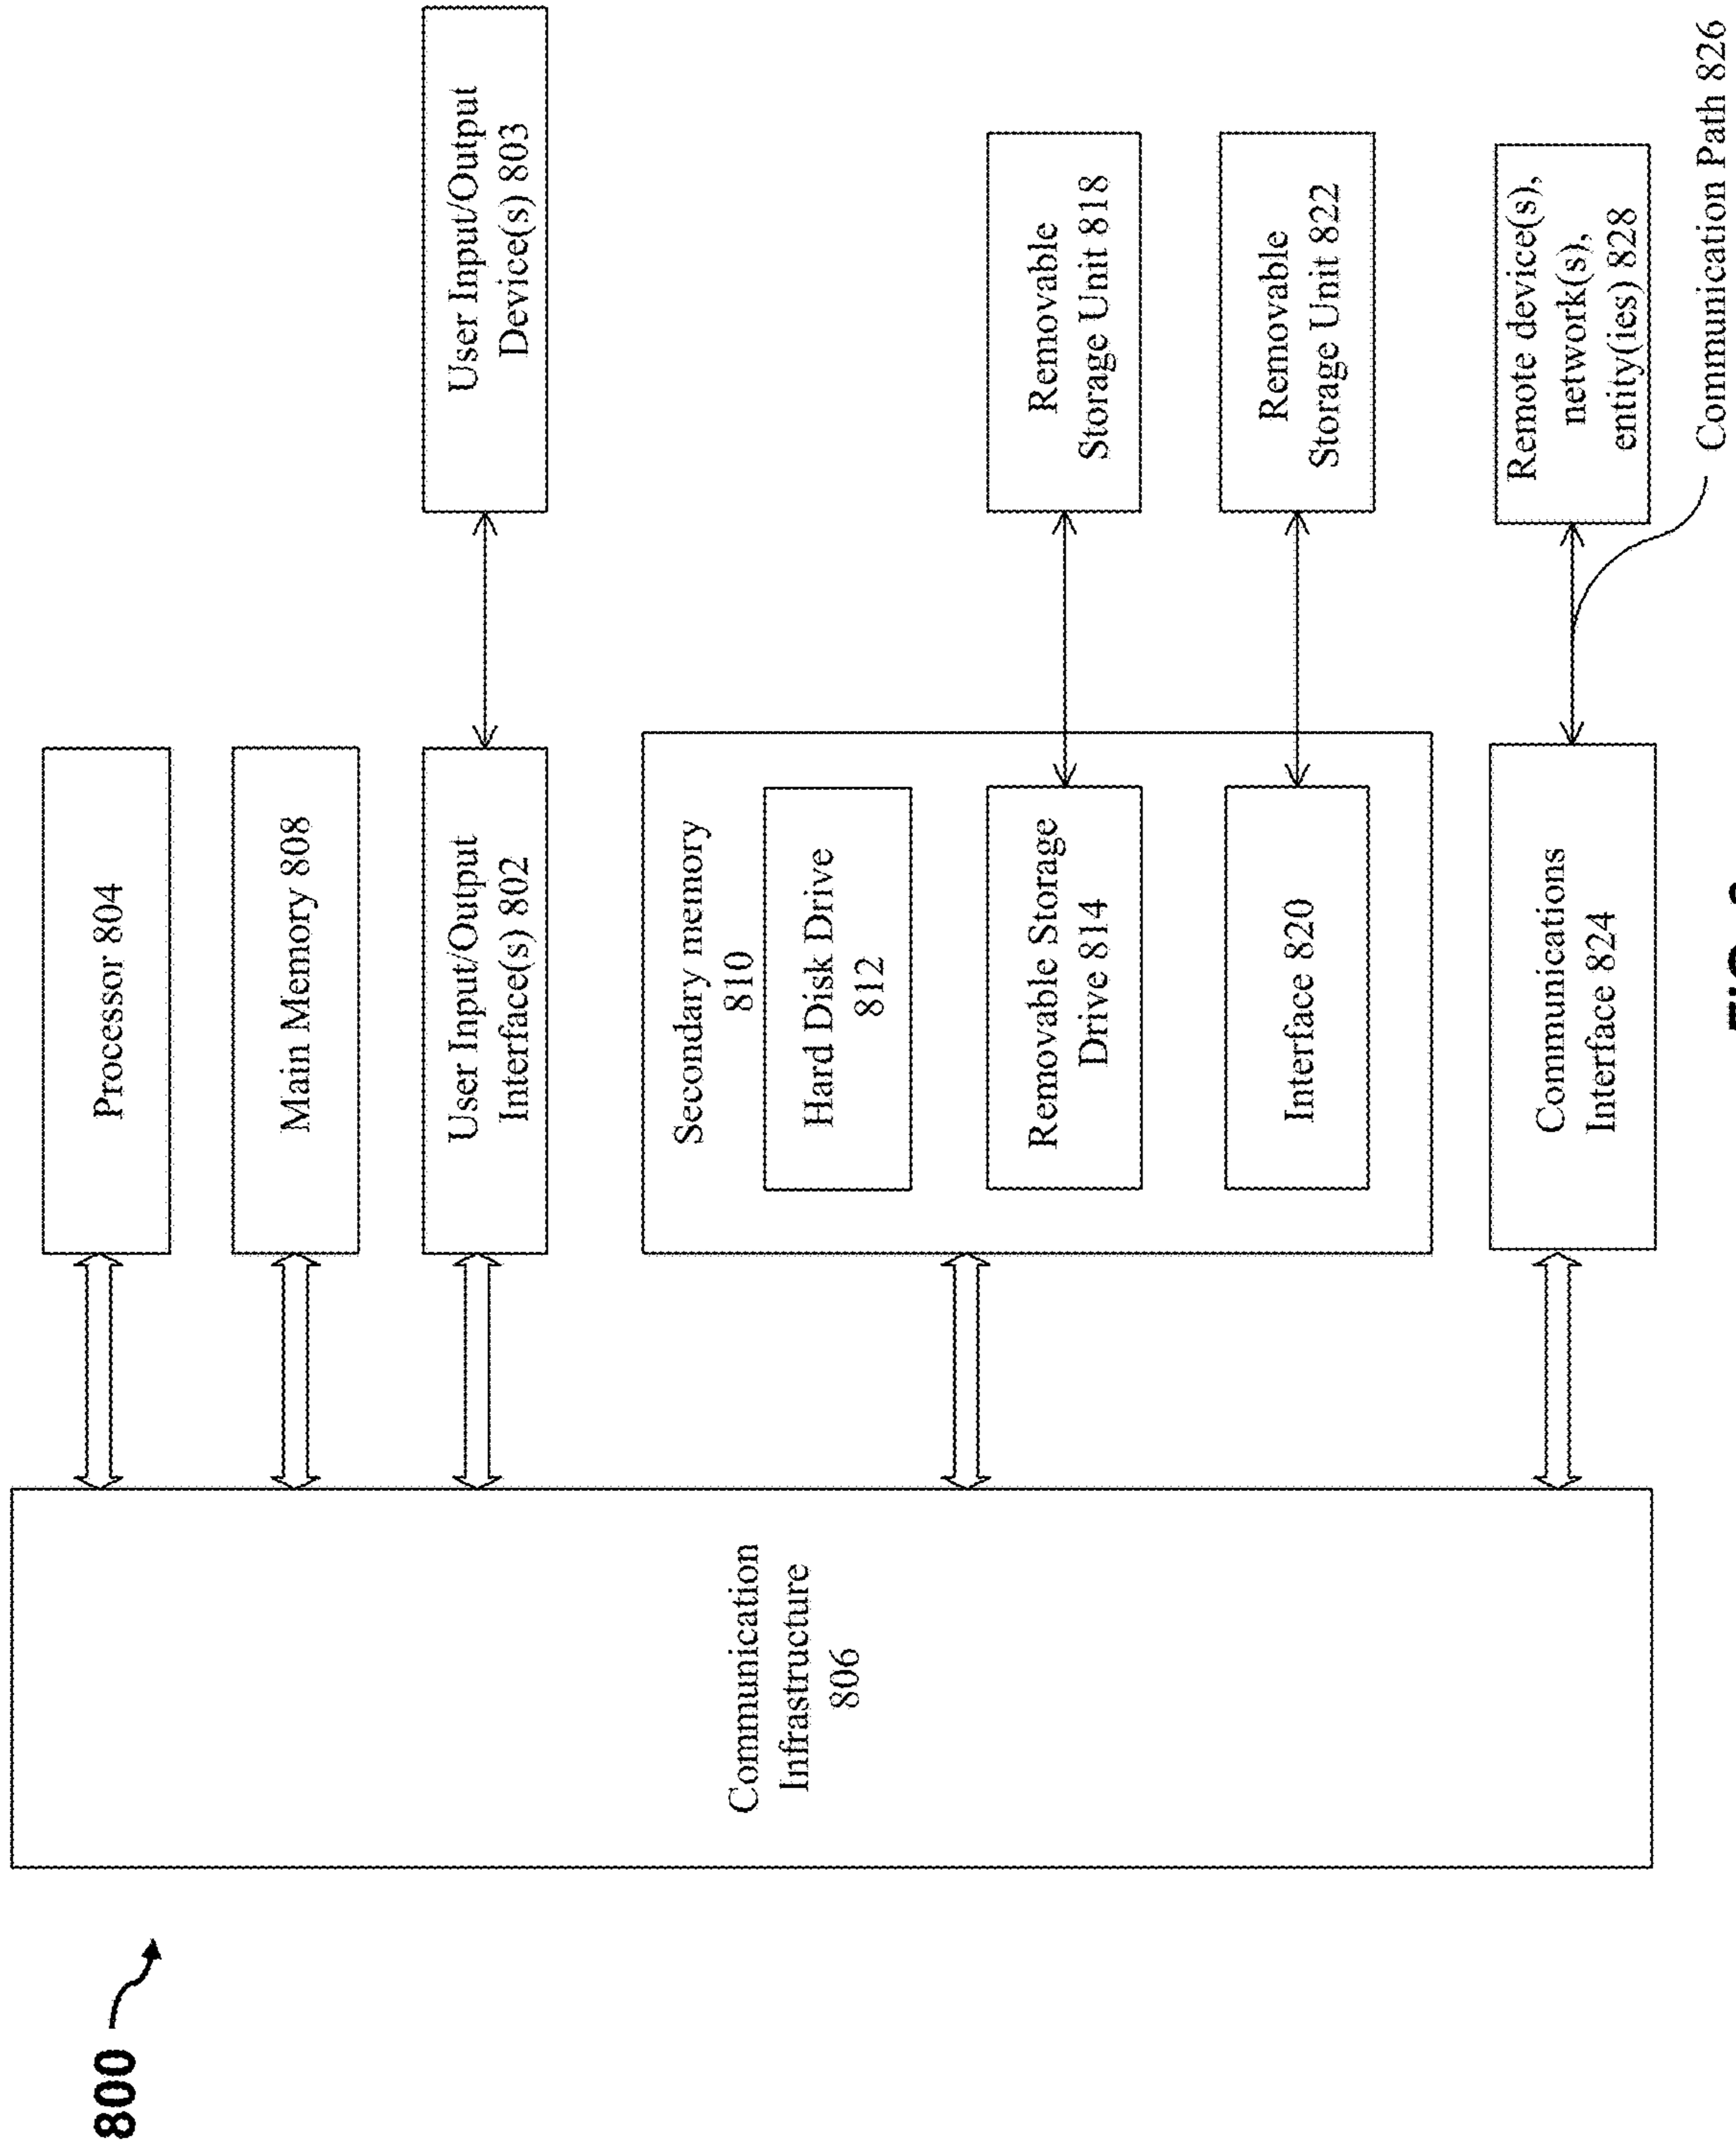 800
Communication
Infrastructure
806
Processor 804
Main Memory 808
User Input/Output
Interface(s) 802
User Input/Output
Device(s) 803
Secondary memory
810
Hard Disk Drive
812
Removable Storage
Drive 814
Removable
Storage Unit 818
Interface 820
Removable
Storage Unit 822
Communications
Interface 824
Remote device(s),
network(s),
entity(ies) 828
Communication Path 826